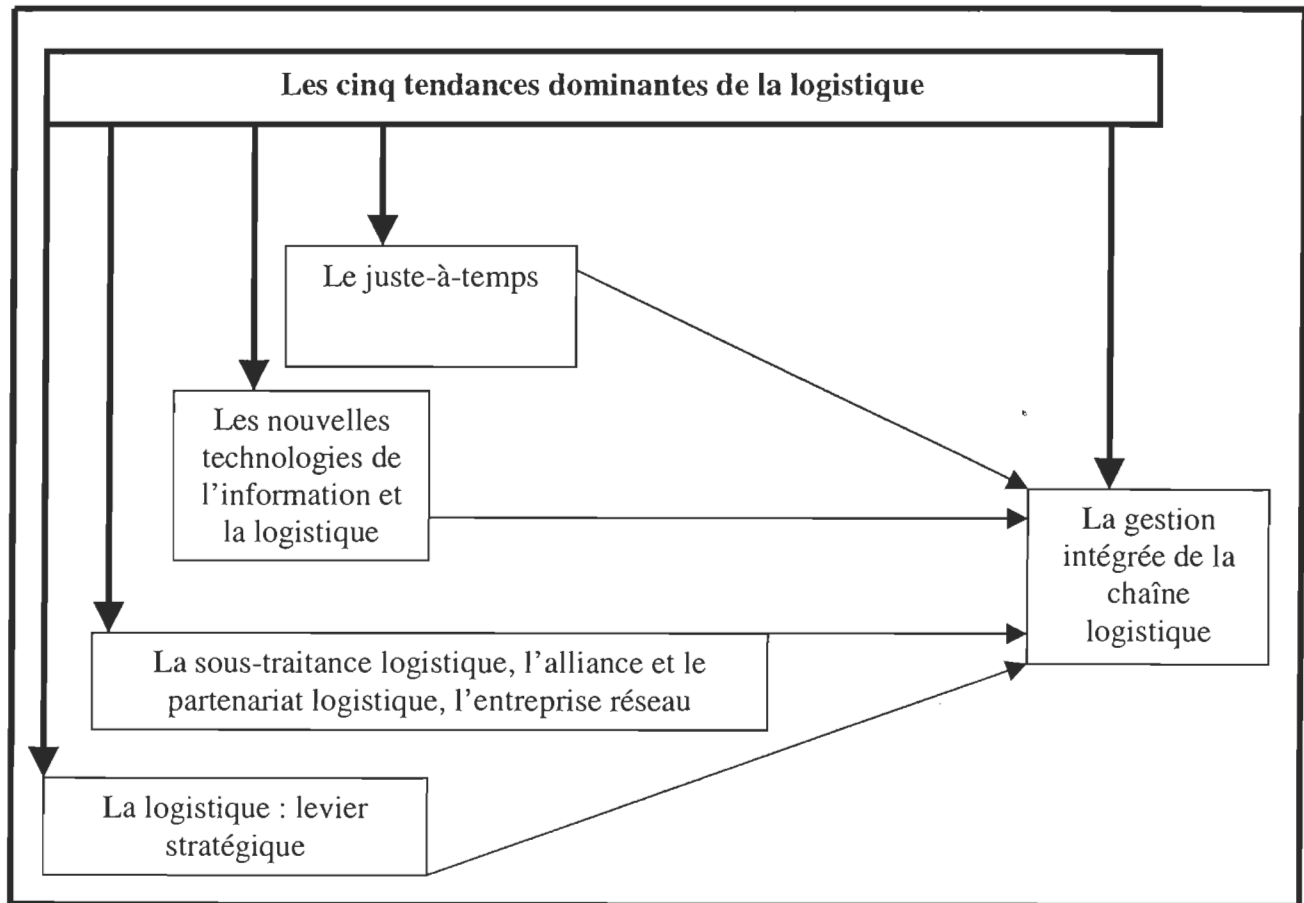 Les cinq tendances dominantes de la logistique
Le juste-à-temps
Les nouvelles
technologies de
l'information et
la logistique
La gestion
intégrée de la
chaîne
logistique
La sous-traitance logistique, l'alliance et le
partenariat logistique, l'entreprise réseau
La logistique : levier
stratégique